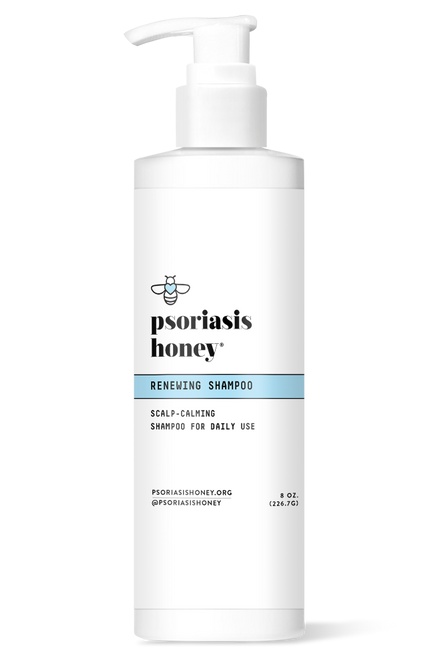 psoriasis
honey®
RENEWING SHAMPOO
SCALP-CALMING
SHAMPOO FOR DAILY USE
PSORIASISHONEY.ORG
@PSORIASISHONEY
8 OZ.
(226.7G)